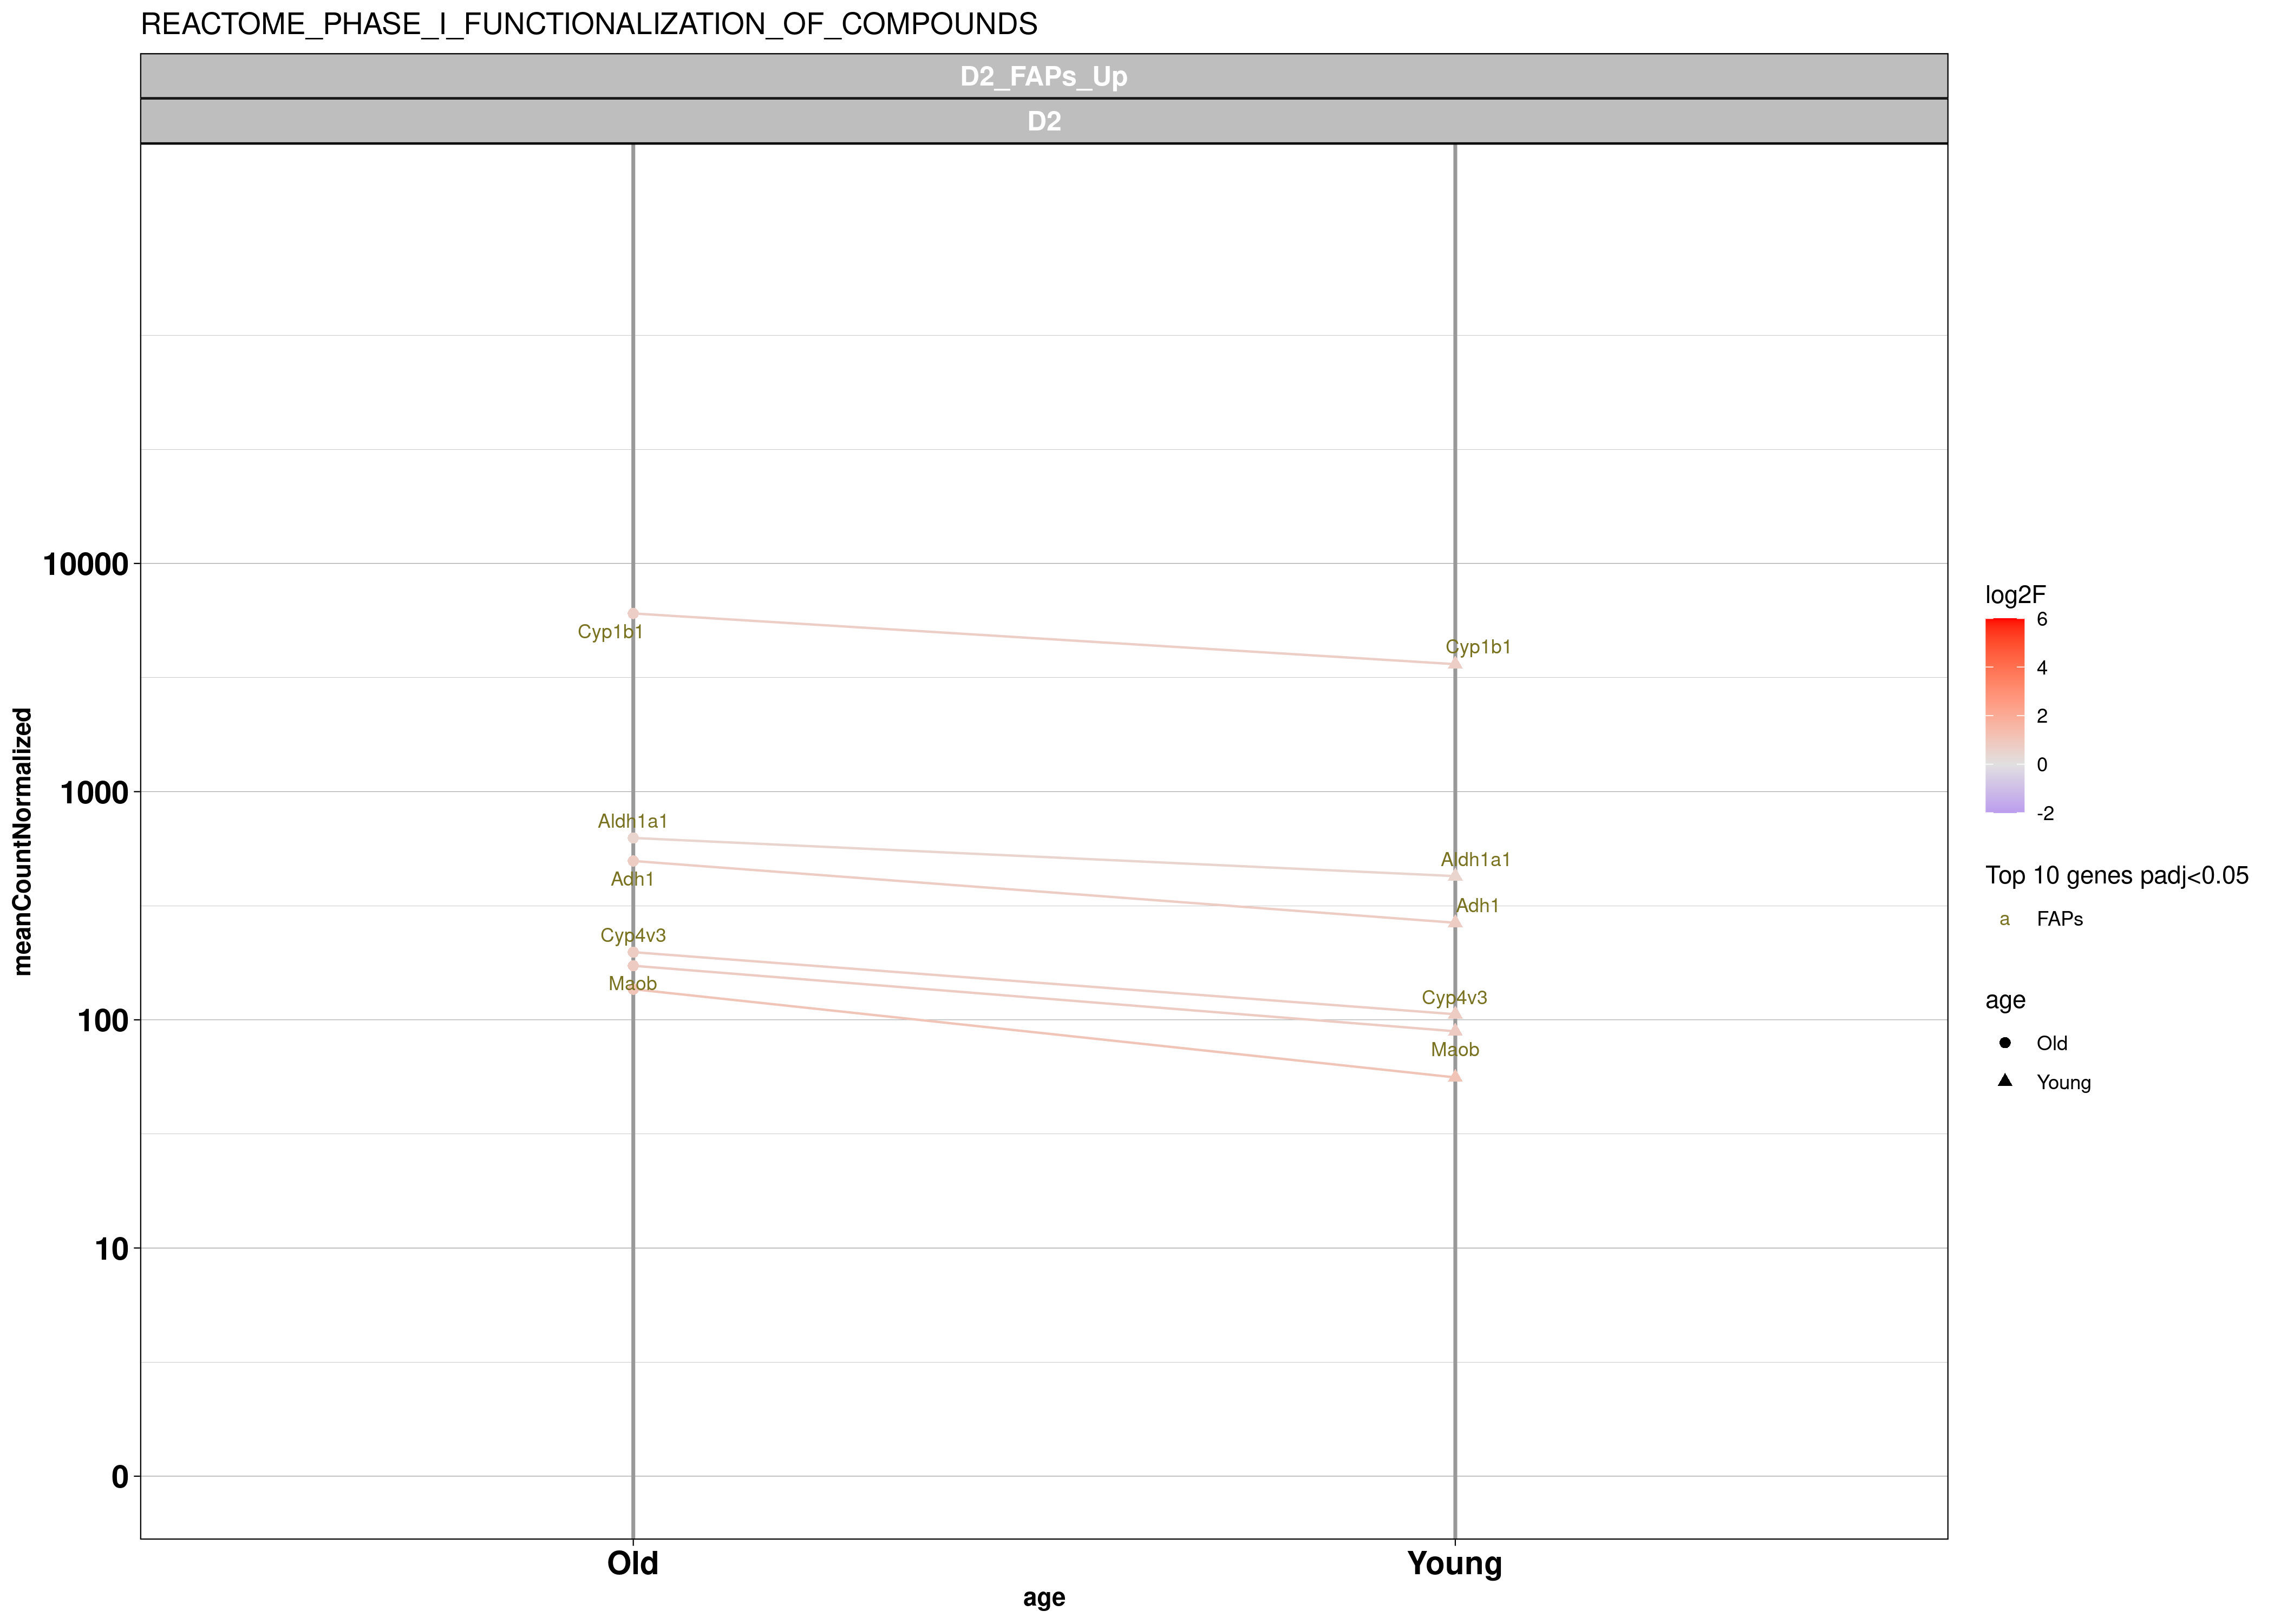 REACTOME_PHASE_I_FUNCTIONALIZATION_OF_COMPOUNDS
D2_FAPs_Up
D2
meanCountNormalized
10000
1000
100
10
0
Cyp1b1
Cyp1b1
Aldh1a1
Aldh1a1
Adh1
Adh1
Cyp4v3
Cyp4v3
Maob
Maob
Old
Young
age
log2F
6
4
2
0
-2
Top 10 genes padj<0.05
a FAPs
age
Old
Young